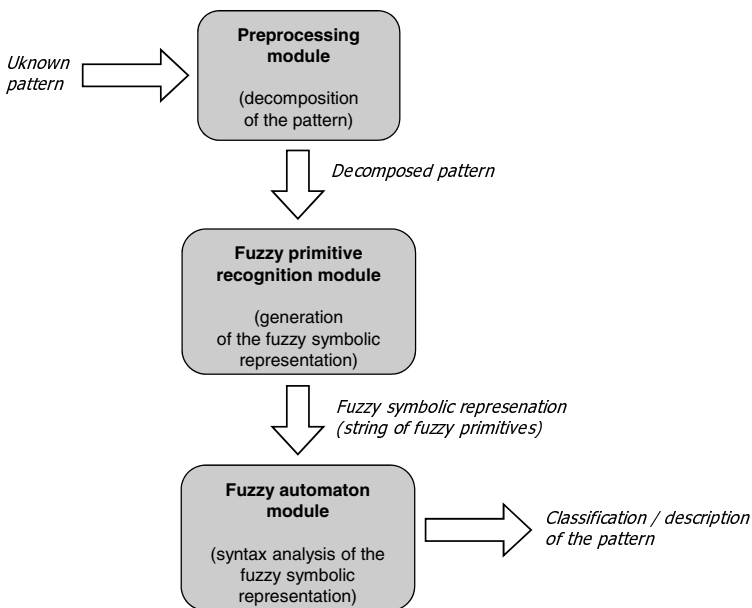 Preprocessing
module
(decomposition
of the pattern)
Uknown
pattern
Decomposed pattern
Fuzzy primitive
recognition module
(generation
of the fuzzy symbolic
representation)
Fuzzy symbolic represenation
(string of fuzzy primitives)
Fuzzy automaton
module
(syntax analysis of the
fuzzy symbolic
representation)
Classification / description
of the pattern